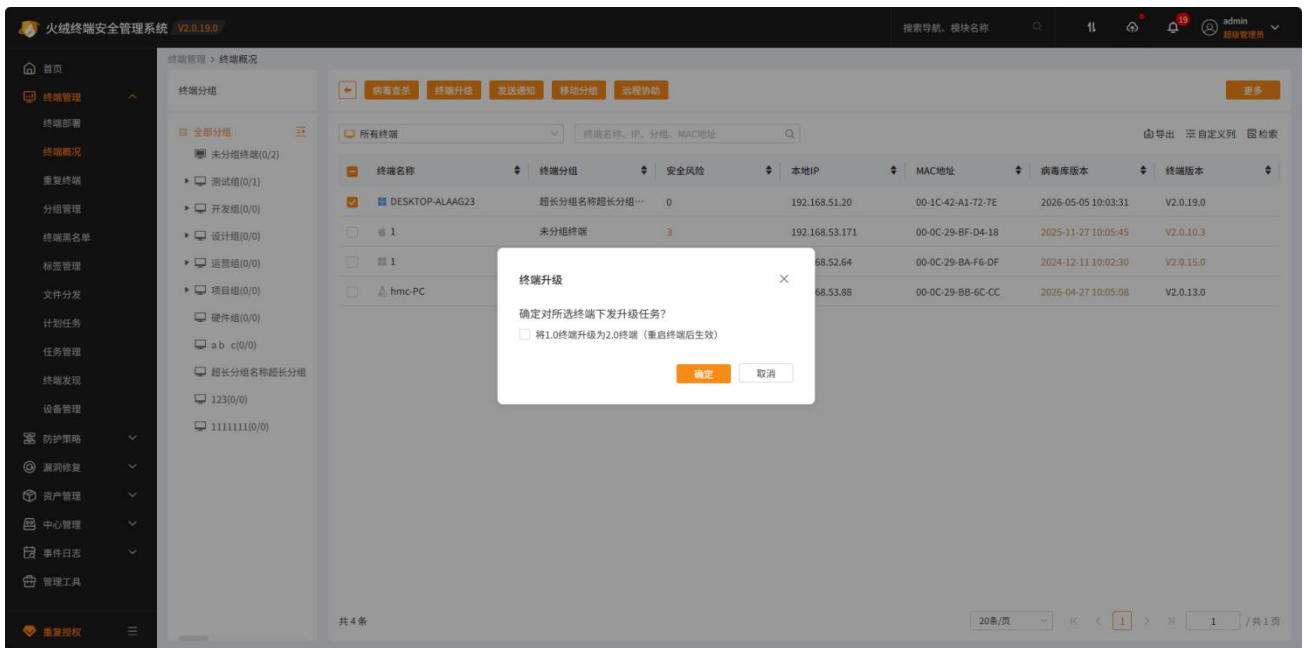 火绒终端安全管理系统 V2.0.19.0 搜索导航、模块名称 19 admin
超级管理员
首页
终端管理
终端部署
终端概况
重复终端
分组管理
终端黑名单
标签管理
文件分发
计划任务
任务管理
终端发现
设备管理
防护策略
漏洞修复
资产管理
中心管理
事件日志
管理工具
重复授权
终端管理 > 终端概况
终端分组
全部分组
未分组终端(0/2)
测试组(0/1)
开发组(0/0)
设计组(0/0)
运营组(0/0)
项目组(0/0)
硬件组(0/0)
a b c(0/0)
超长分组名称超长分组
123(0/0)
1111111(0/0)
病毒查杀 终端升级 发送通知 移动分组 远程协助 更多
所有终端 终端名称、IP、分组、MAC地址 导出 自定义列 检索
终端名称 终端分组 安全风险 本地IP MAC地址 病毒库版本 终端版本
DESKTOP-ALAAG23 超长分组名称超长分组… 0 192.168.51.20 00-1C-42-A1-72-7E 2026-05-05 10:03:31 V2.0.19.0
1 未分组终端 3 192.168.53.171 00-0C-29-BF-D4-18 2025-11-27 10:05:45 V2.0.10.3
1 68.52.64 00-0C-29-BA-F6-DF 2024-12-11 10:02:30 V2.0.15.0
hmc-PC 68.53.88 00-0C-29-BB-6C-CC 2026-04-27 10:05:08 V2.0.13.0
终端升级
确定对所选终端下发升级任务？
将1.0终端升级为2.0终端（重启终端后生效）
确定 取消
共 4 条 20条/页 1 1 / 共 1 页